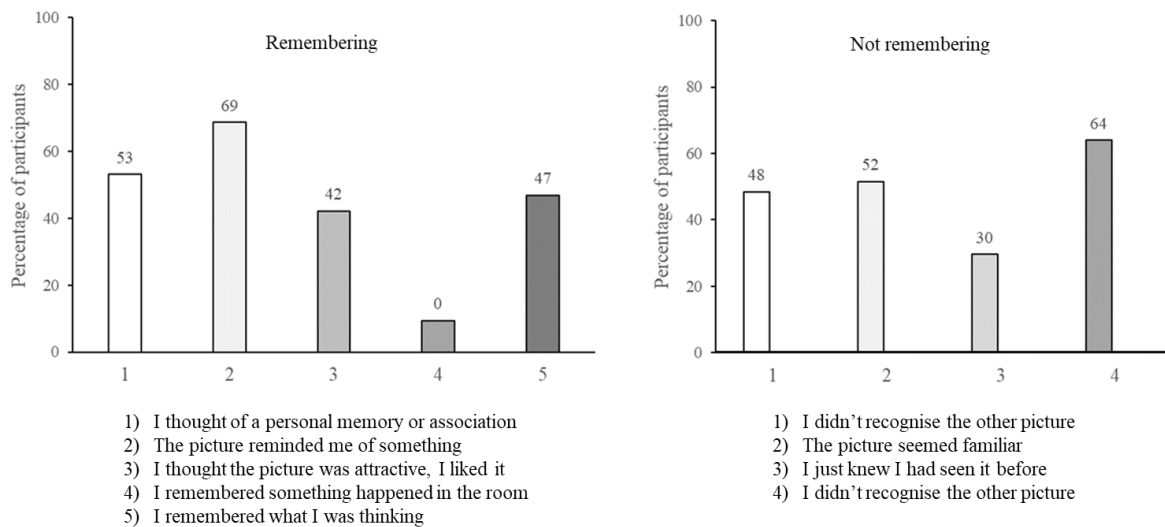 Remembering
Percentage of participants
100
80
60
40
20
0
53
69
42
0
47
1 2 3 4 5
1) I thought of a personal memory or association
2) The picture reminded me of something
3) I thought the picture was attractive, I liked it
4) I remembered something happened in the room
5) I remembered what I was thinking
Not remembering
Percentage of participants
100
80
60
40
20
0
48
52
30
64
1 2 3 4
1) I didn't recognise the other picture
2) The picture seemed familiar
3) I just knew I had seen it before
4) I didn't recognise the other picture